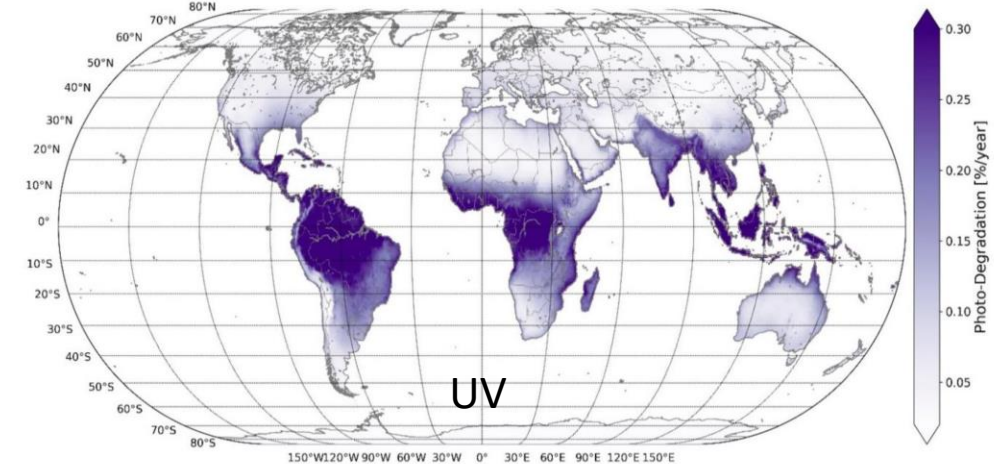 80°N
70°N
60°N
50°N
40°N
30°N
20°N
10°N
0°
10°S
20°S
30°S
40°S
50°S
60°S
70°S
80°S
150°W120°W 90°W 60°W 30°W 0° 30°E 60°E 90°E 120°E 150°E
UV
0.30
0.25
0.20
0.15
0.10
0.05
Photo-Degradation [%/year]